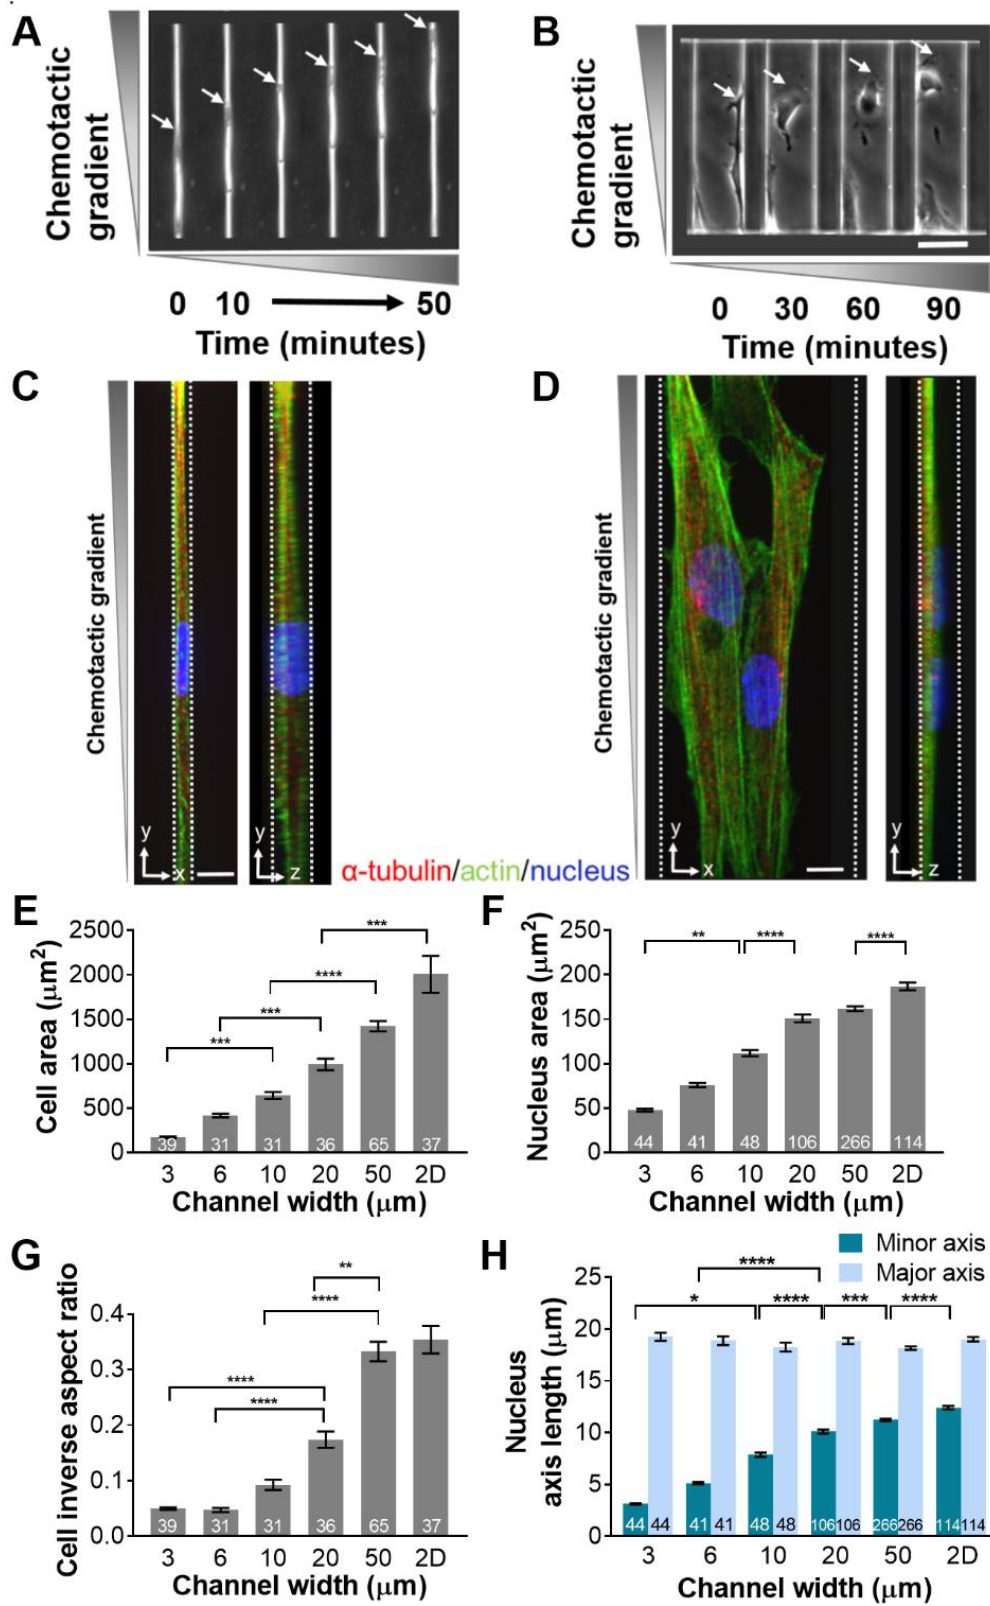 A
Chemotactic
gradient
0 10 50
Time (minutes)
B
Chemotactic
gradient
0 30 60 90
Time (minutes)
C
Chemotactic gradient
y
x
y
z
α-tubulin/actin/nucleus
D
Chemotactic gradient
y
x
y
z
E
Cell area (μm²)
2500
2000
1500
1000
500
0
***
****
***
***
39 31 31 36 65 37
3 6 10 20 50 2D
Channel width (μm)
F
Nucleus area (μm²)
250
200
150
100
50
0
** **** ****
44 41 48 106 266 114
3 6 10 20 50 2D
Channel width (μm)
G
Cell inverse aspect ratio
0.4
0.3
0.2
0.1
0.0
**
****
****
****
39 31 31 36 65 37
3 6 10 20 50 2D
Channel width (μm)
H
Minor axis
Major axis
Nucleus
axis length (μm)
25
20
15
10
5
0
****
* **** *** ****
44 44 41 41 48 48 106 106 266 266 114 114
3 6 10 20 50 2D
Channel width (μm)